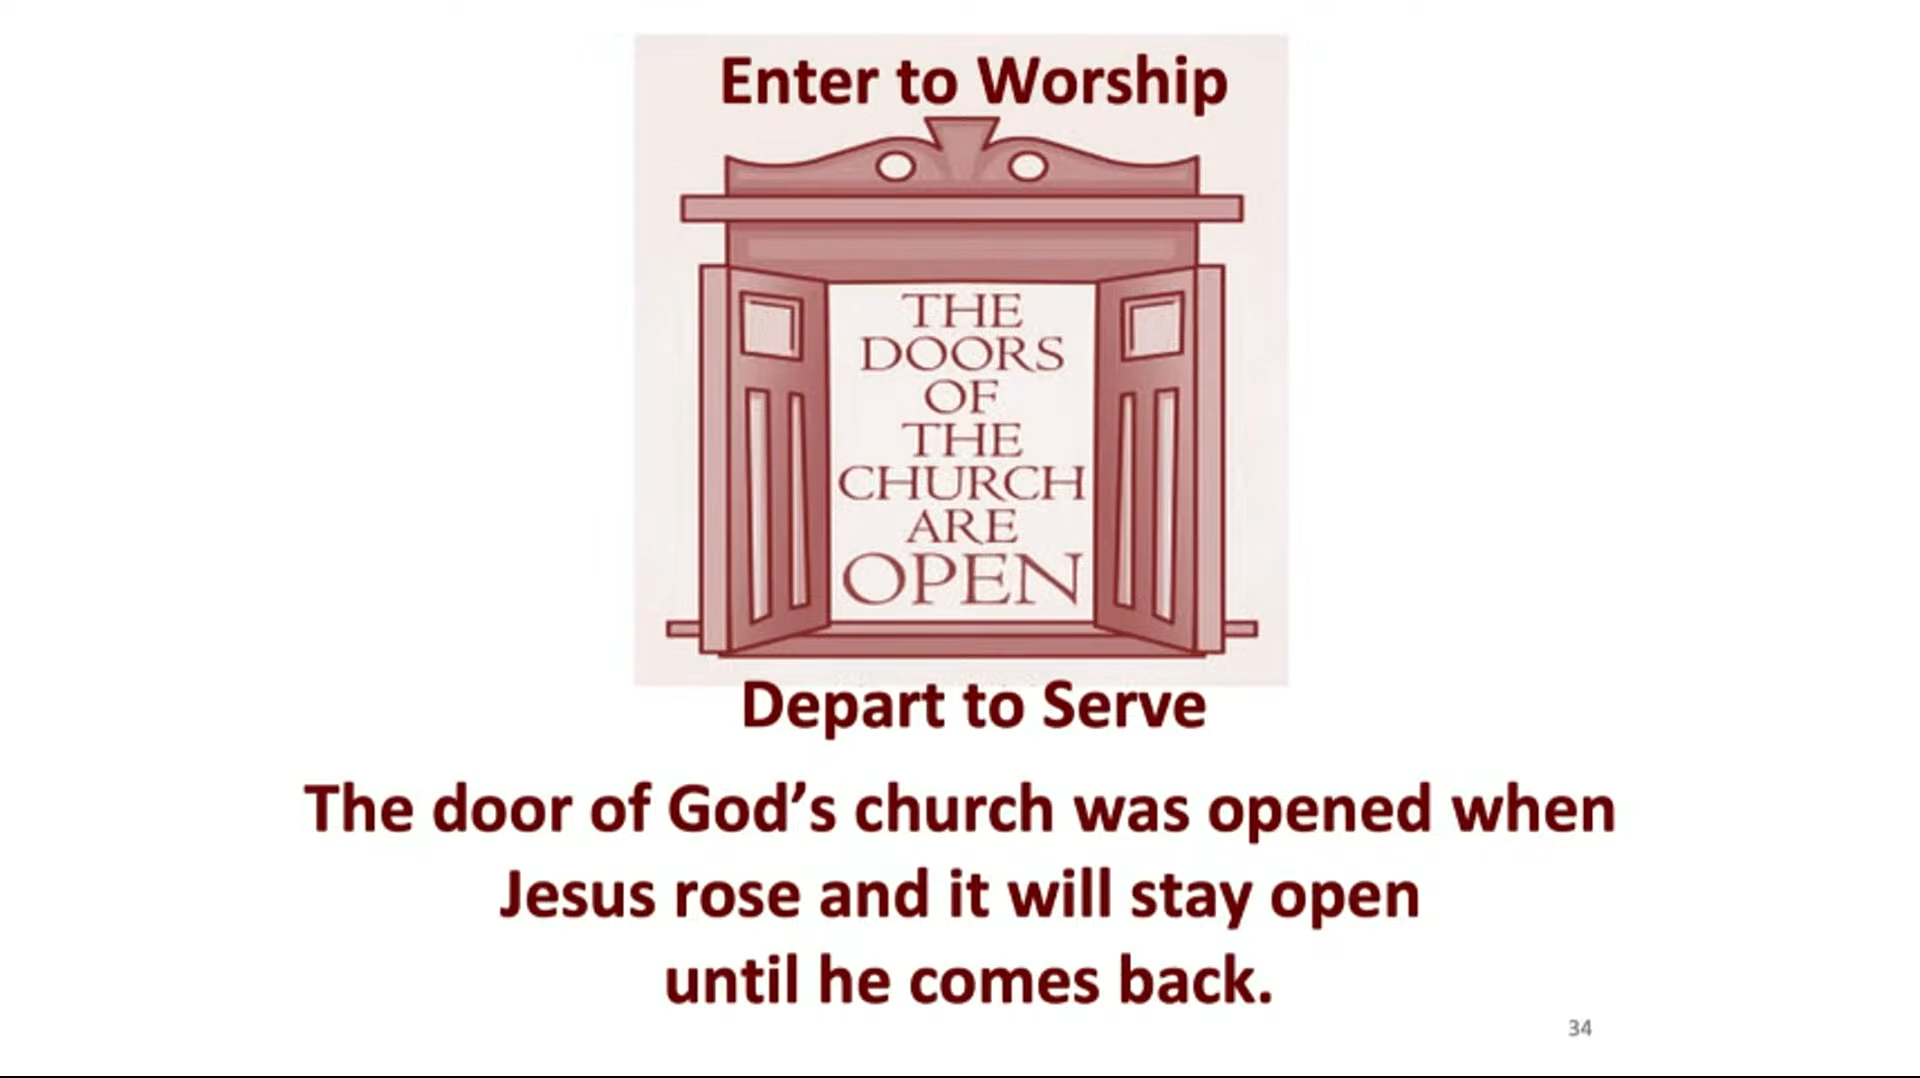 Enter to Worship
THE
DOORS
OF
THE
CHURCH
ARE
OPEN
Depart to Serve
The door of God’s church was opened when
Jesus rose and it will stay open
until he comes back.
34